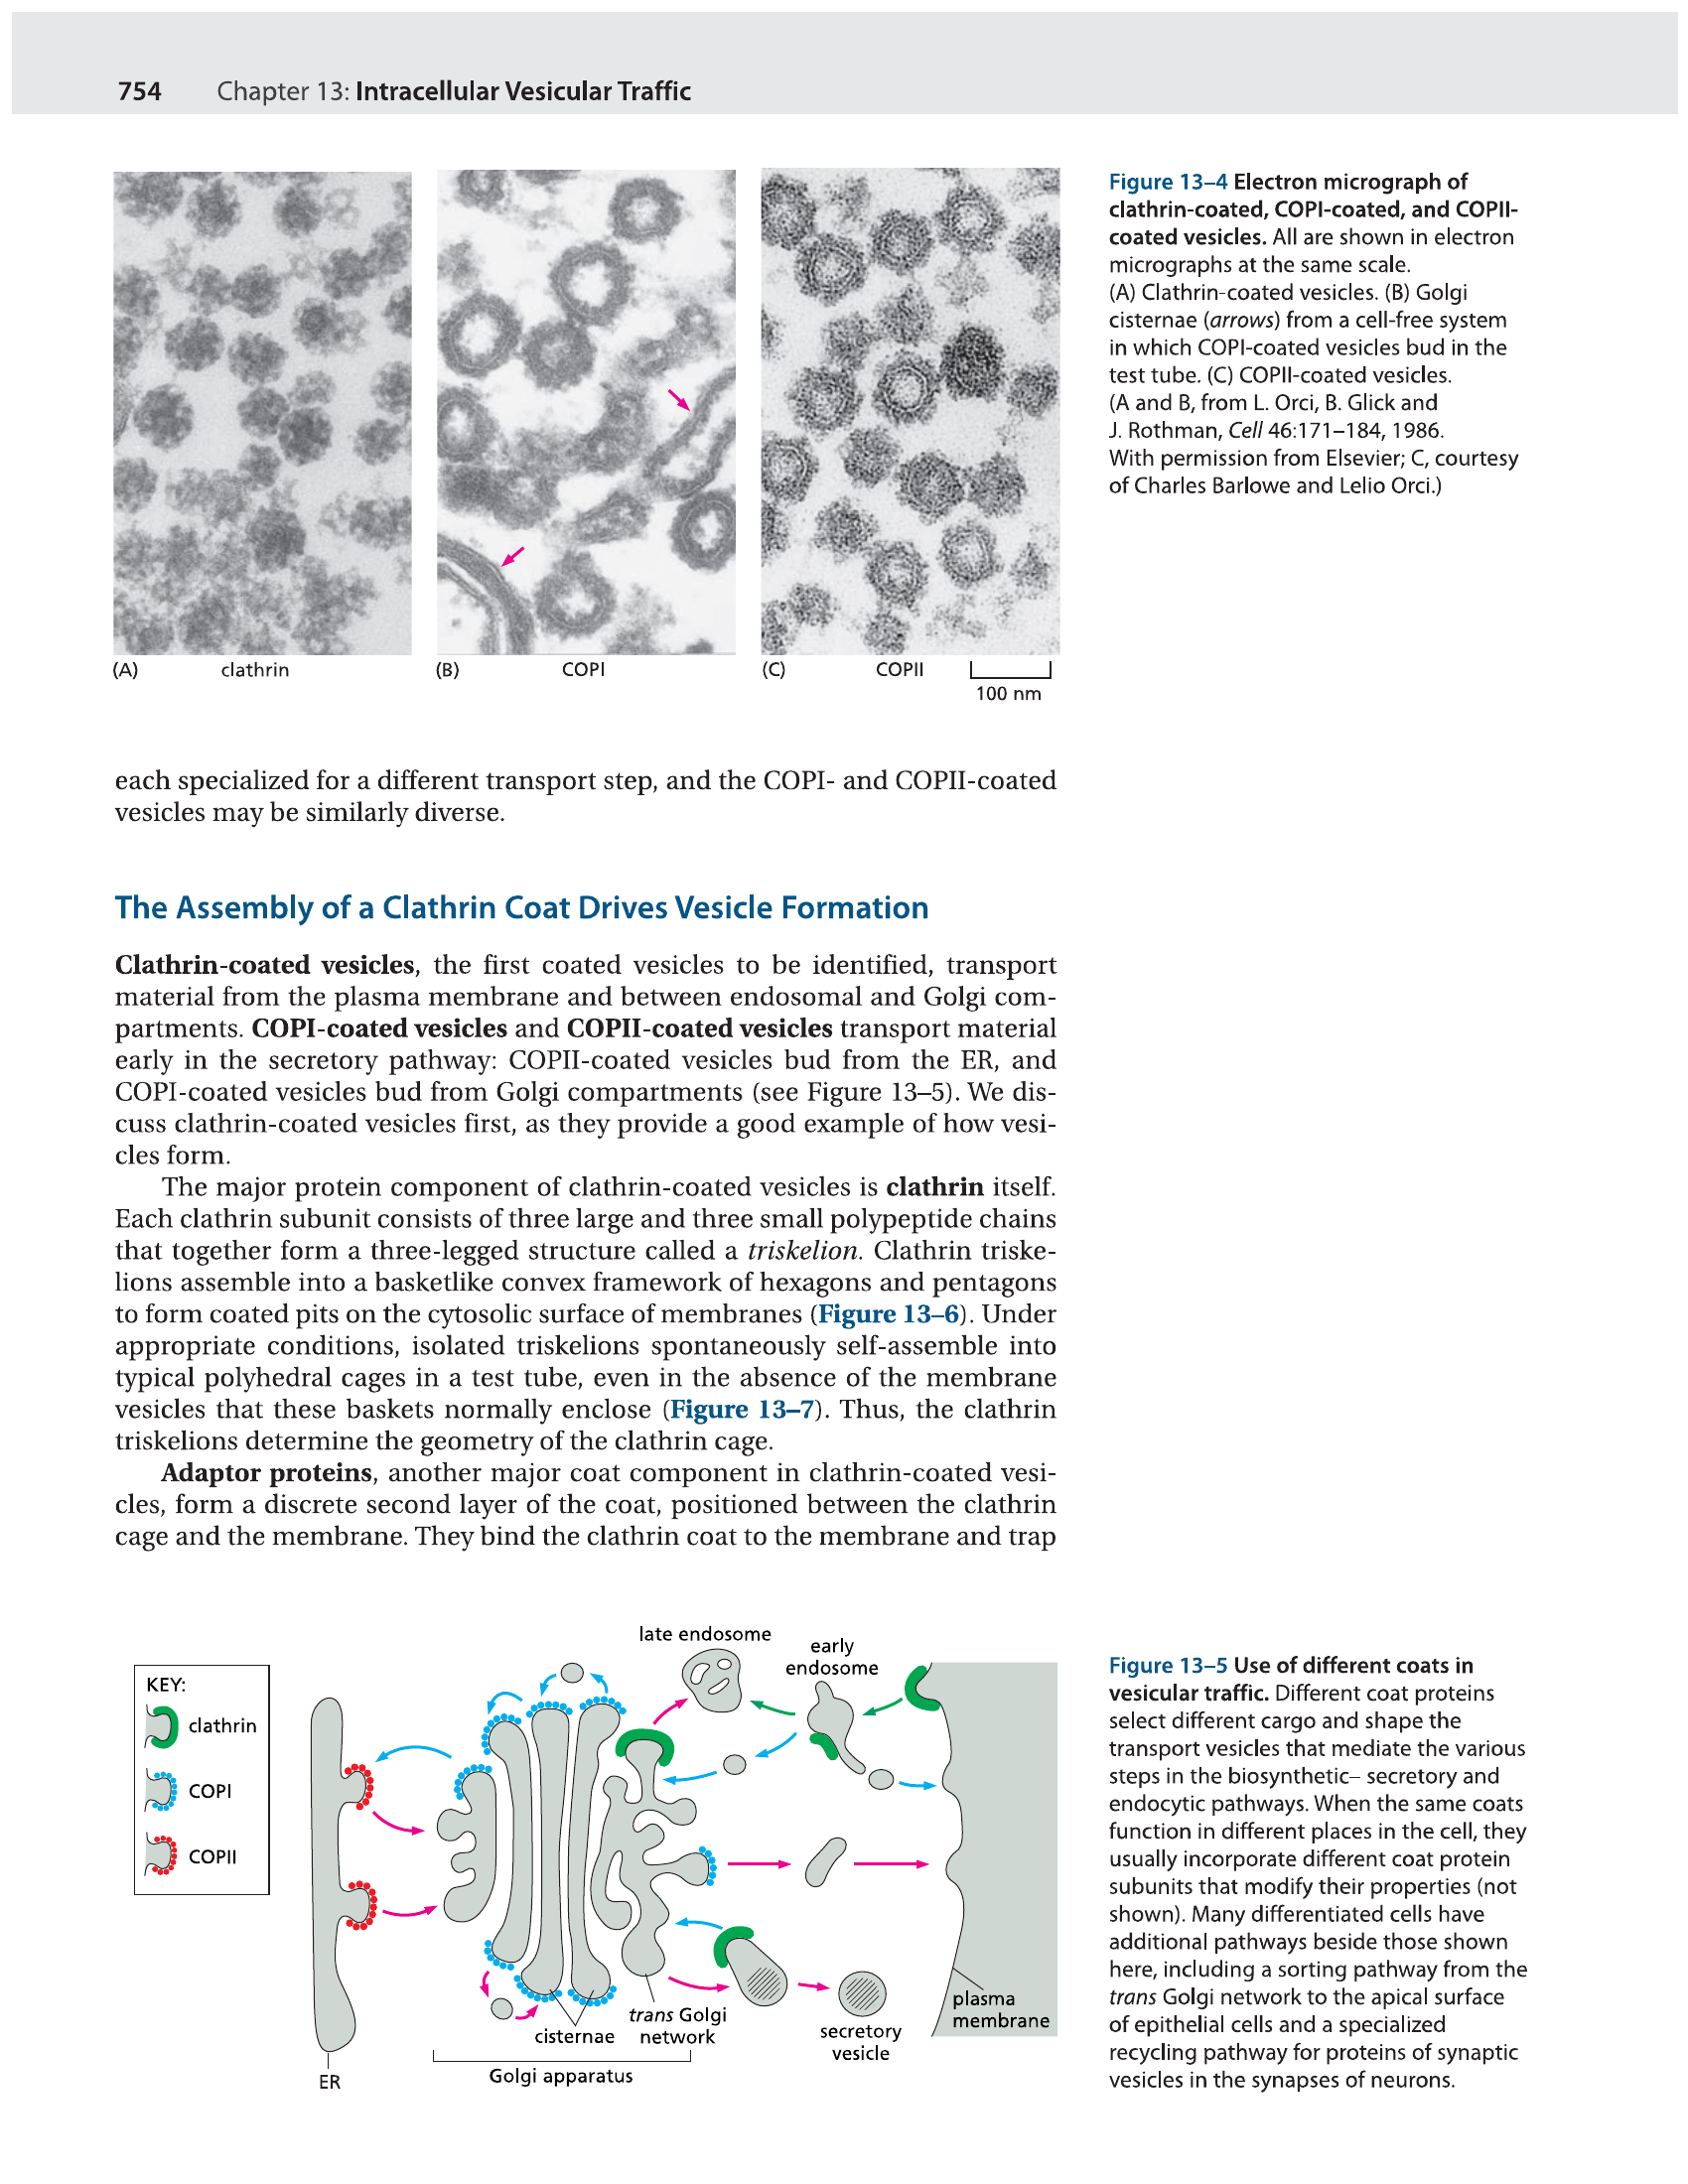 754 Chapter 13: Intracellular Vesicular Traffic
(A) clathrin
(B) COPI
(C) COPII
100 nm
Figure 13–4 Electron micrograph of
clathrin-coated, COPI-coated, and COPII-
coated vesicles. All are shown in electron
micrographs at the same scale.
(A) Clathrin-coated vesicles. (B) Golgi
cisternae (arrows) from a cell-free system
in which COPI-coated vesicles bud in the
test tube. (C) COPII-coated vesicles.
(A and B, from L. Orci, B. Glick and
J. Rothman, Cell 46:171–184, 1986.
With permission from Elsevier; C, courtesy
of Charles Barlowe and Lelio Orci.)
each specialized for a different transport step, and the COPI- and COPII-coated
vesicles may be similarly diverse.
The Assembly of a Clathrin Coat Drives Vesicle Formation
Clathrin-coated vesicles, the first coated vesicles to be identified, transport
material from the plasma membrane and between endosomal and Golgi com-
partments. COPI-coated vesicles and COPII-coated vesicles transport material
early in the secretory pathway: COPII-coated vesicles bud from the ER, and
COPI-coated vesicles bud from Golgi compartments (see Figure 13–5). We dis-
cuss clathrin-coated vesicles first, as they provide a good example of how vesi-
cles form.
The major protein component of clathrin-coated vesicles is clathrin itself.
Each clathrin subunit consists of three large and three small polypeptide chains
that together form a three-legged structure called a triskelion. Clathrin triske-
lions assemble into a basketlike convex framework of hexagons and pentagons
to form coated pits on the cytosolic surface of membranes (Figure 13–6). Under
appropriate conditions, isolated triskelions spontaneously self-assemble into
typical polyhedral cages in a test tube, even in the absence of the membrane
vesicles that these baskets normally enclose (Figure 13–7). Thus, the clathrin
triskelions determine the geometry of the clathrin cage.
Adaptor proteins, another major coat component in clathrin-coated vesi-
cles, form a discrete second layer of the coat, positioned between the clathrin
cage and the membrane. They bind the clathrin coat to the membrane and trap
KEY:
clathrin
COPI
COPII
late endosome
early
endosome
ER
cisternae
trans Golgi
network
Golgi apparatus
secretory
vesicle
plasma
membrane
Figure 13–5 Use of different coats in
vesicular traffic. Different coat proteins
select different cargo and shape the
transport vesicles that mediate the various
steps in the biosynthetic– secretory and
endocytic pathways. When the same coats
function in different places in the cell, they
usually incorporate different coat protein
subunits that modify their properties (not
shown). Many differentiated cells have
additional pathways beside those shown
here, including a sorting pathway from the
trans Golgi network to the apical surface
of epithelial cells and a specialized
recycling pathway for proteins of synaptic
vesicles in the synapses of neurons.